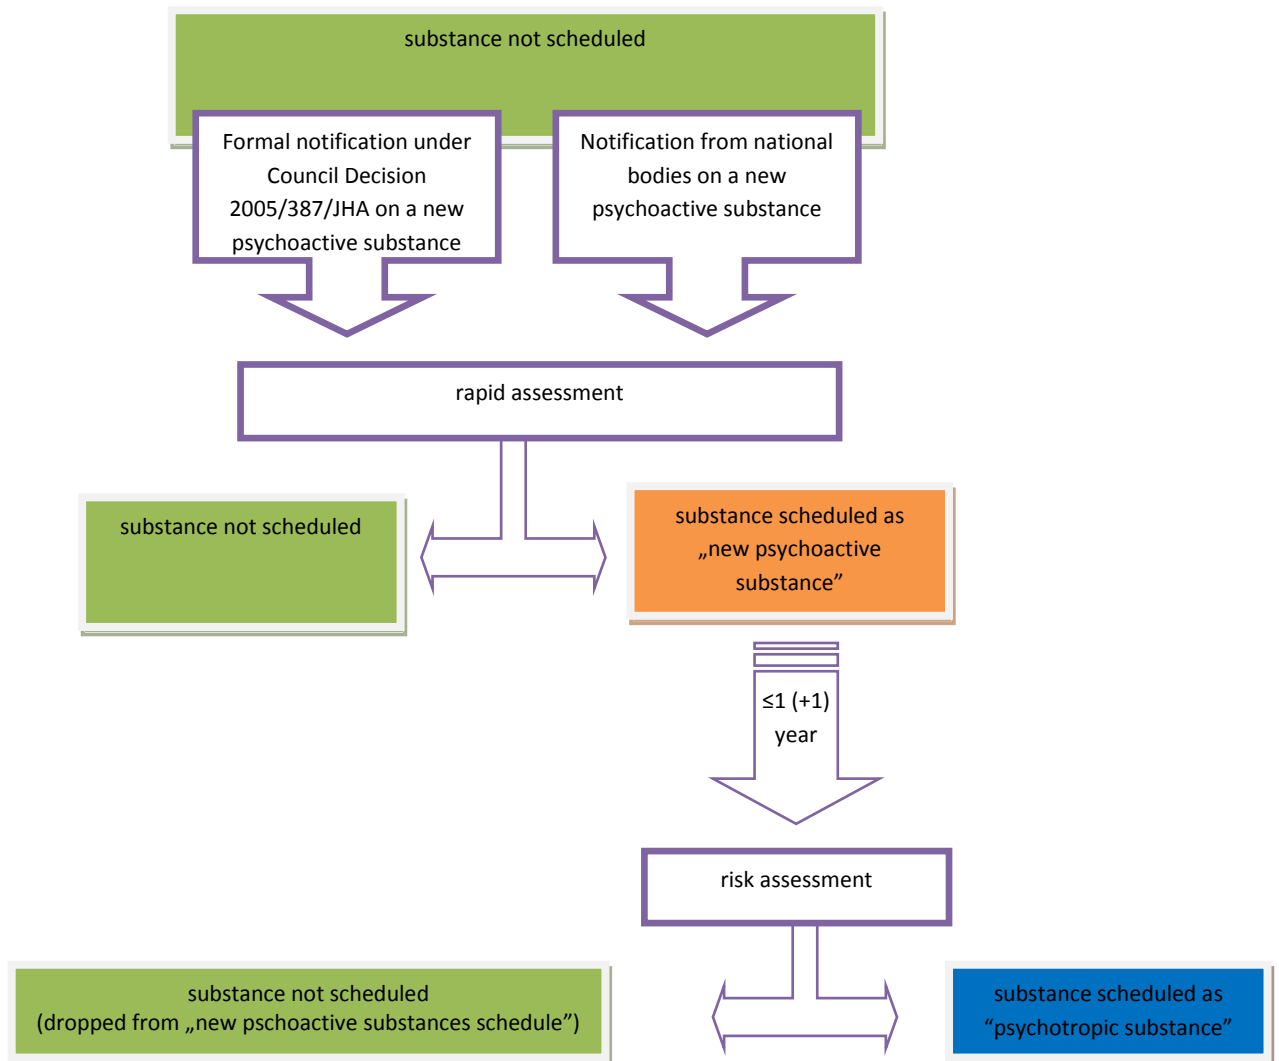 substance not scheduled
Formal notification under
Council Decision
2005/387/JHA on a new
psychoactive substance
Notification from national
bodies on a new
psychoactive substance
rapid assessment
substance not scheduled
substance scheduled as
„new psychoactive
substance”
≤1 (+1)
year
risk assessment
substance not scheduled
(dropped from „new pschoactive substances schedule”)
substance scheduled as
“psychotropic substance”